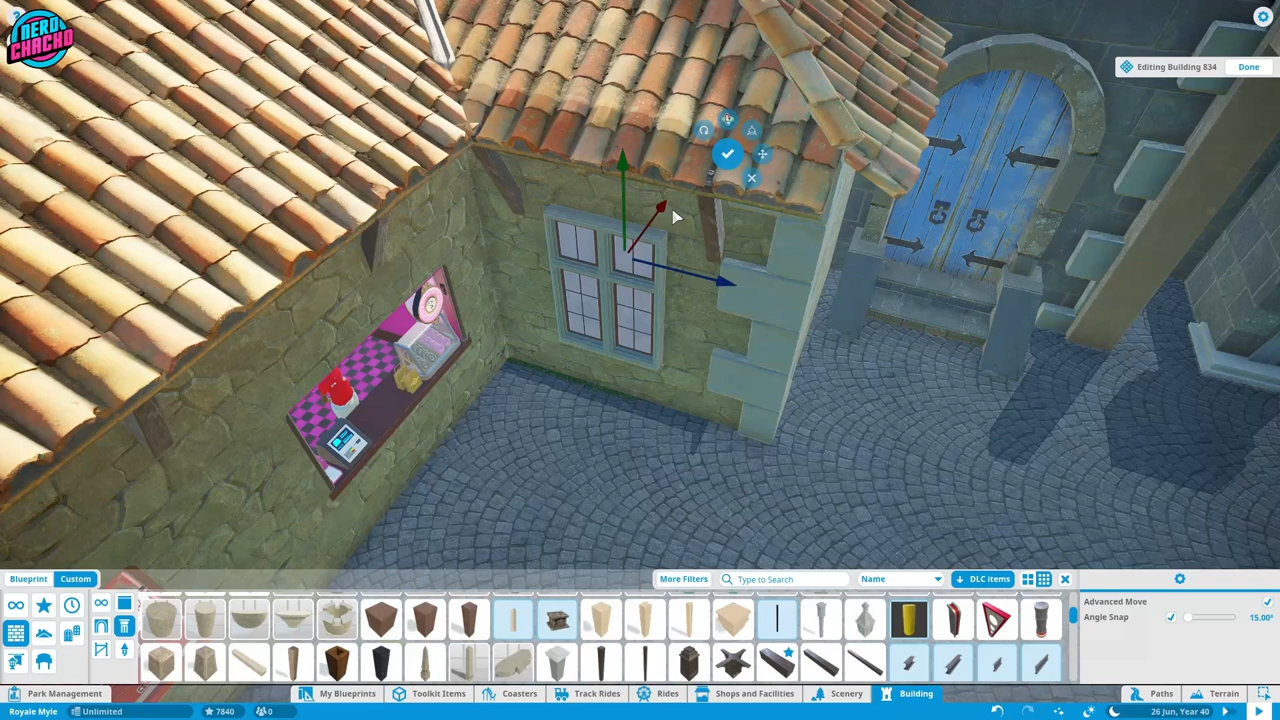 NERD
CHACHO
Editing Building 834
Done
Blueprint
Custom
More Filters
Type to Search
Name
DLC items
Advanced Move
Angle Snap
15.00°
Park Management
My Blueprints
Toolkit Items
Coasters
Track Rides
Rides
Shops and Facilities
Scenery
Building
Paths
Terrain
Royale Myle
Unlimited
7840
0
26 Jun, Year 40